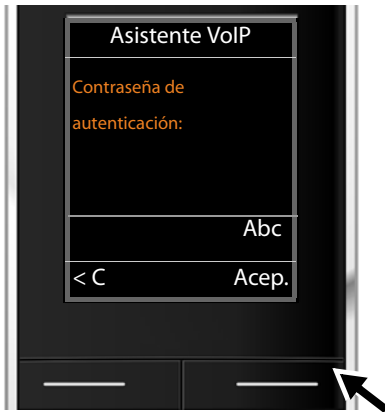 Asistente VoIP
Contraseña de
autenticación:
Abc
< C
Acep.